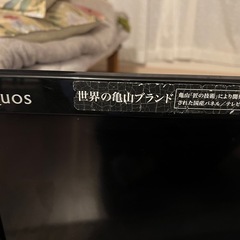 QUOS
世界の亀山ブランド
亀山「匠の技術」により開
された国産パネル／テレビ